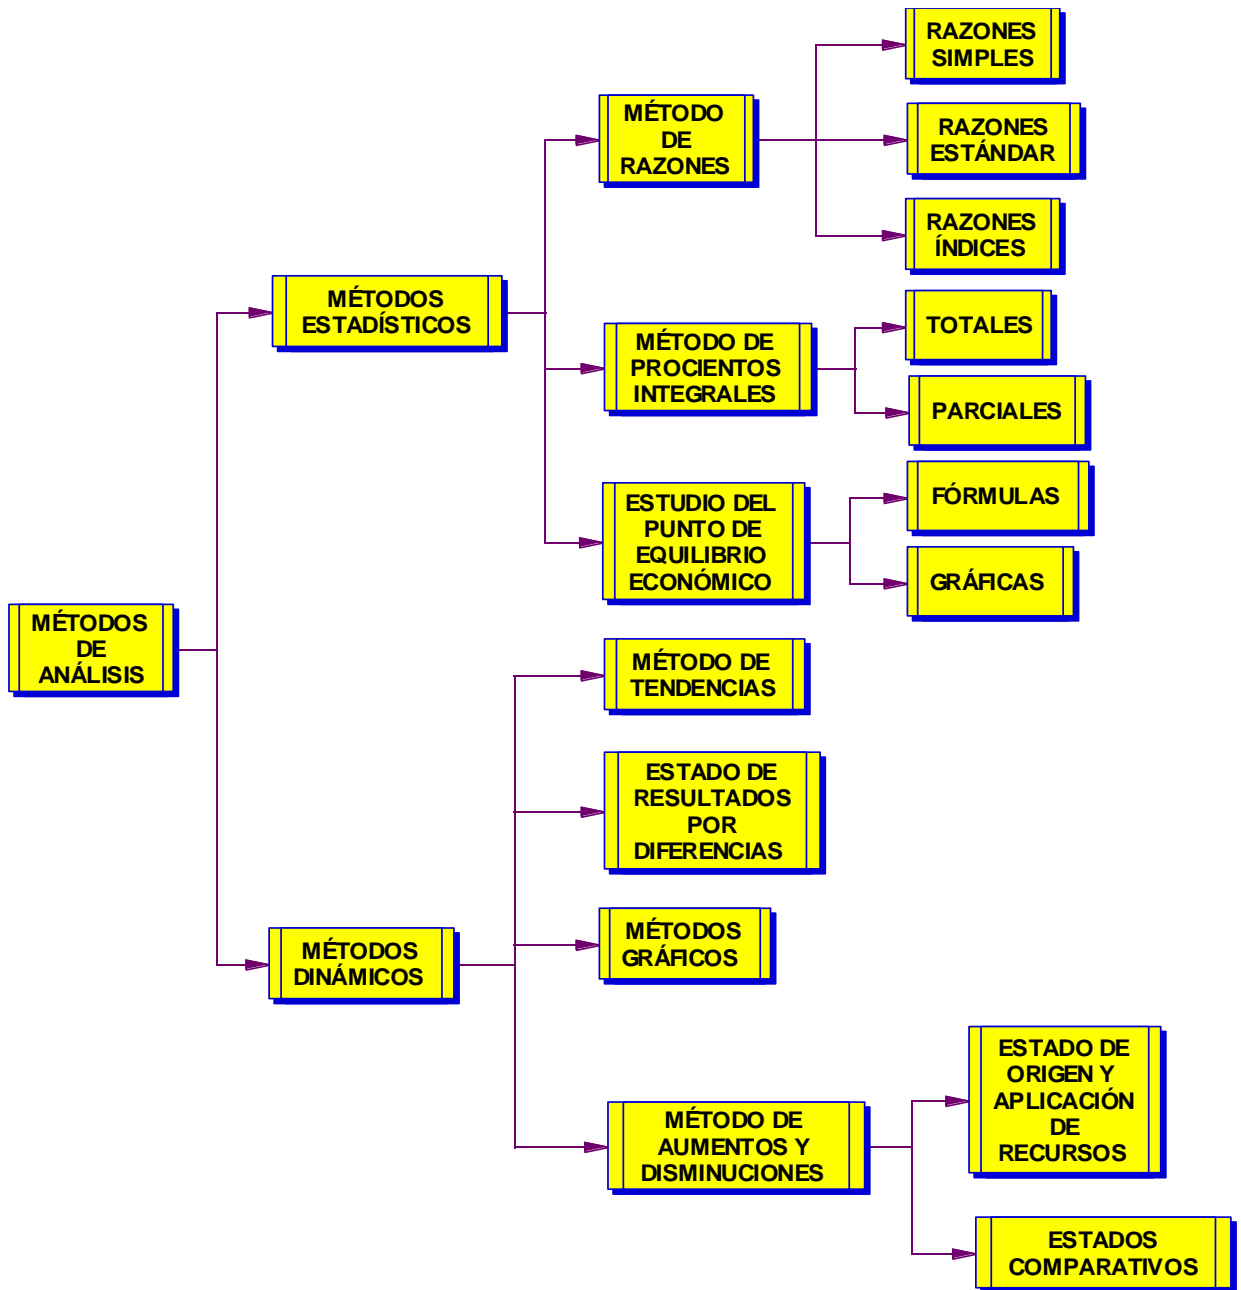 RAZONES
SIMPLES
MÉTODO
DE
RAZONES
RAZONES
ESTÁNDAR
RAZONES
ÍNDICES
MÉTODOS
ESTADÍSTICOS
MÉTODO DE
PROCIENTOS
INTEGRALES
TOTALES
PARCIALES
ESTUDIO DEL
PUNTO DE
EQUILIBRIO
ECONÓMICO
FÓRMULAS
GRÁFICAS
MÉTODOS
DE
ANÁLISIS
MÉTODO DE
TENDENCIAS
ESTADO DE
RESULTADOS
POR
DIFERENCIAS
MÉTODOS
DINÁMICOS
MÉTODOS
GRÁFICOS
MÉTODO DE
AUMENTOS Y
DISMINUCIONES
ESTADO DE
ORIGEN Y
APLICACIÓN
DE
RECURSOS
ESTADOS
COMPARATIVOS